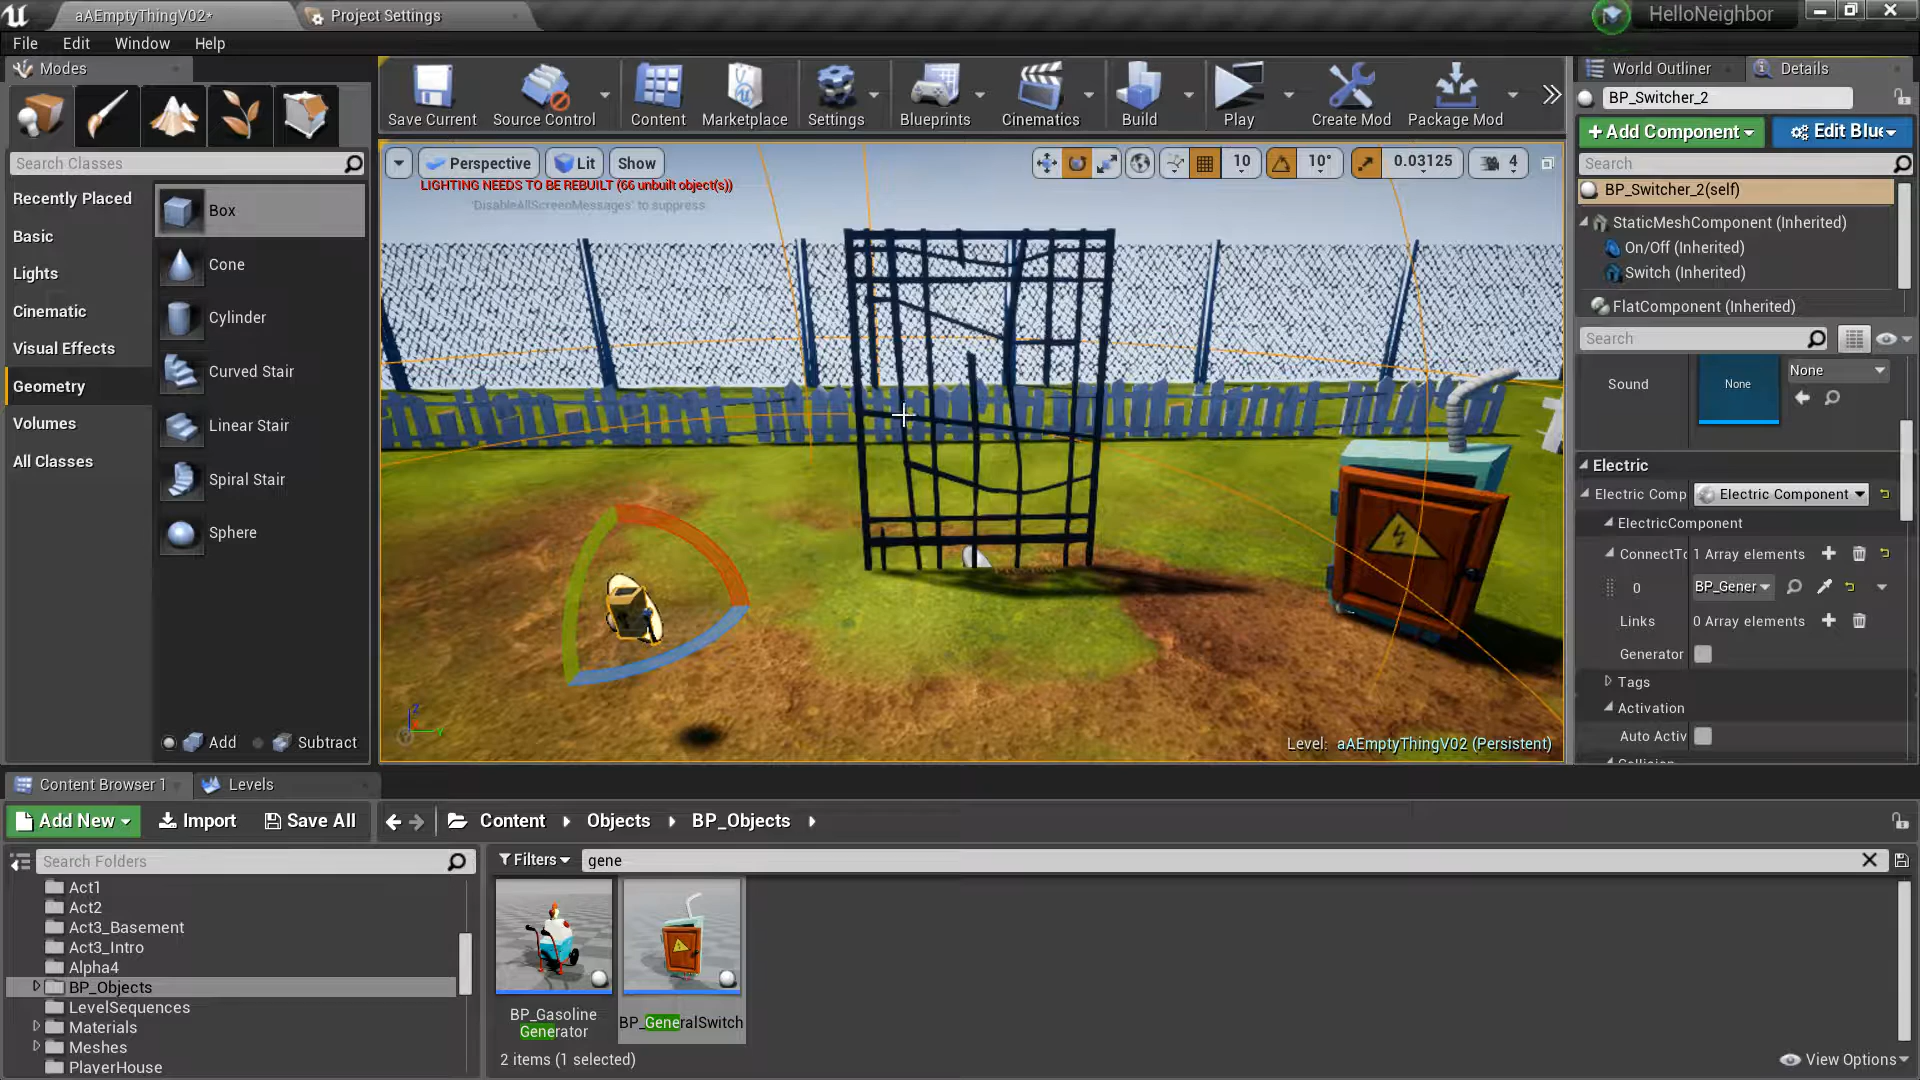 aAEmptyThingV02*
Project Settings
HelloNeighbor
File Edit Window Help
Modes
Search Classes
Recently Placed
Basic
Lights
Cinematic
Visual Effects
Geometry
Volumes
All Classes
Box
Cone
Cylinder
Curved Stair
Linear Stair
Spiral Stair
Sphere
Add Subtract
Save Current Source Control Content Marketplace Settings Blueprints Cinematics Build Play Create Mod Package Mod
Perspective Lit Show
10 10° 0.03125 4
LIGHTING NEEDS TO BE REBUILT (66 unbuilt object(s))
'DisableAllScreenMessages' to suppress
Level: aAEmptyThingV02 (Persistent)
World Outliner Details
BP_Switcher_2
+ Add Component Edit Blue
Search
BP_Switcher_2(self)
StaticMeshComponent (Inherited)
On/Off (Inherited)
Switch (Inherited)
FlatComponent (Inherited)
Search
Sound None None
Electric
Electric Comp Electric Component
ElectricComponent
ConnectTo 1 Array elements
0 BP_Gener
Links 0 Array elements
Generator
Tags
Activation
Auto Activ
Collision
Content Browser 1 Levels
Add New Import Save All Content Objects BP_Objects
Search Folders
Filters gene
Act1
Act2
Act3_Basement
Act3_Intro
Alpha4
BP_Objects
LevelSequences
Materials
Meshes
PlayerHouse
BP_Gasoline
Generator
BP_GeneralSwitch
2 items (1 selected)
View Options